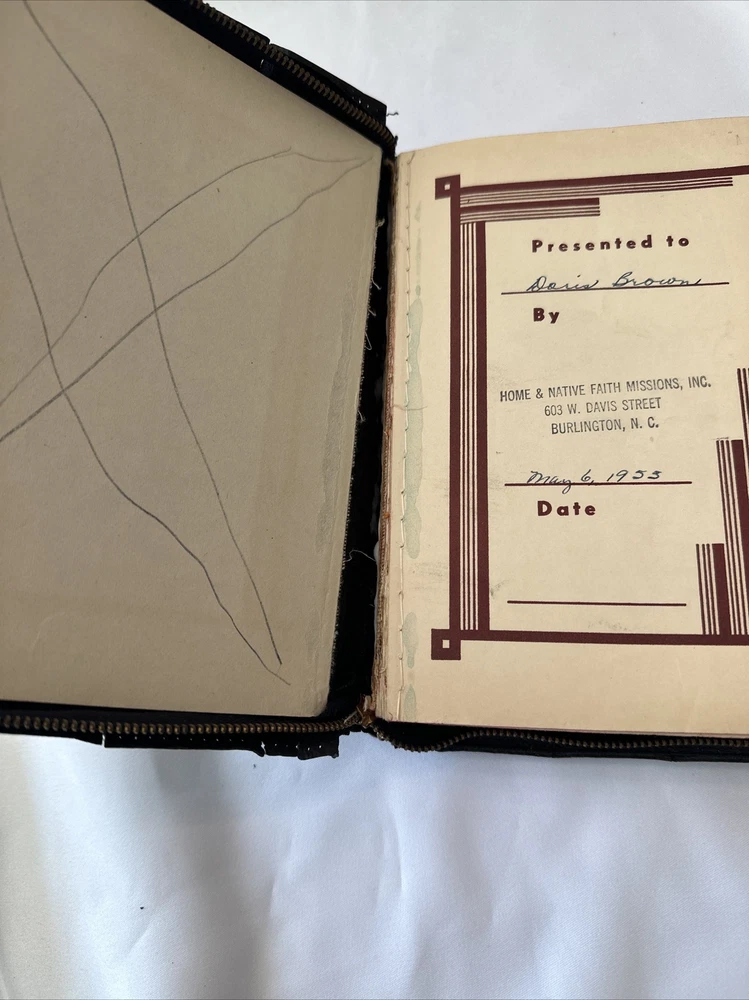 Presented to
Doris Brown
By
HOME & NATIVE FAITH MISSIONS, INC.
603 W. DAVIS STREET
BURLINGTON, N. C.
May 6, 1955
Date